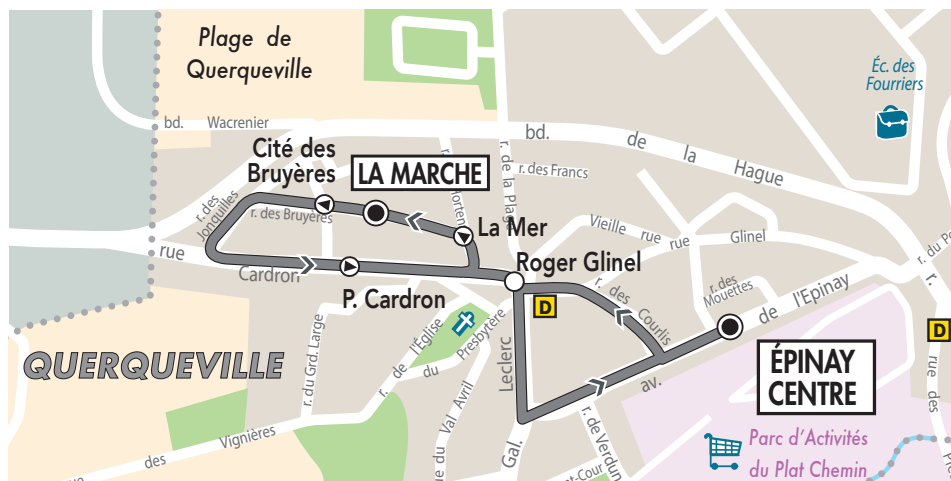 Plage de
Querqueville
Éc. des
Fourriers
bd. Wacrenier
bd. de la Hague
Cité des
Bruyères
LA MARCHE
r. de la Plage
r. des Francs
r. des Jonquilles
r. des Bruyères
La Mer
Vieille rue
rue Glinel
rue Cardron
Roger Glinel
P. Cardron
r. des Courlis
r. des
Mouettes
av. de l'Epinay
D
D
r. du Grd. Large
r. de l'Église
du Presbytère
Gal. Leclerc
QUERQUEVILLE
ÉPINAY
CENTRE
rue des
des Vignières
du Val Avril
r. de Verdun
Parc d'Activités
du Plat Chemin